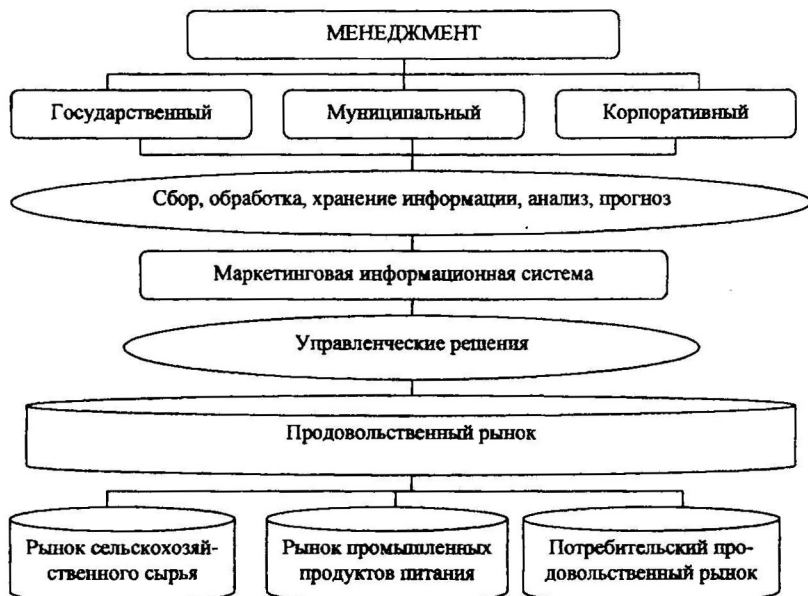 МЕНЕДЖМЕНТ
Государственный
Муниципальный
Корпоративный
Сбор, обработка, хранение информации, анализ, прогноз
Маркетинговая информационная система
Управленческие решения
Продовольственный рынок
Рынок сельскохозяй-
ственного сырья
Рынок промышленных
продуктов питания
Потребительский про-
довольственный рынок